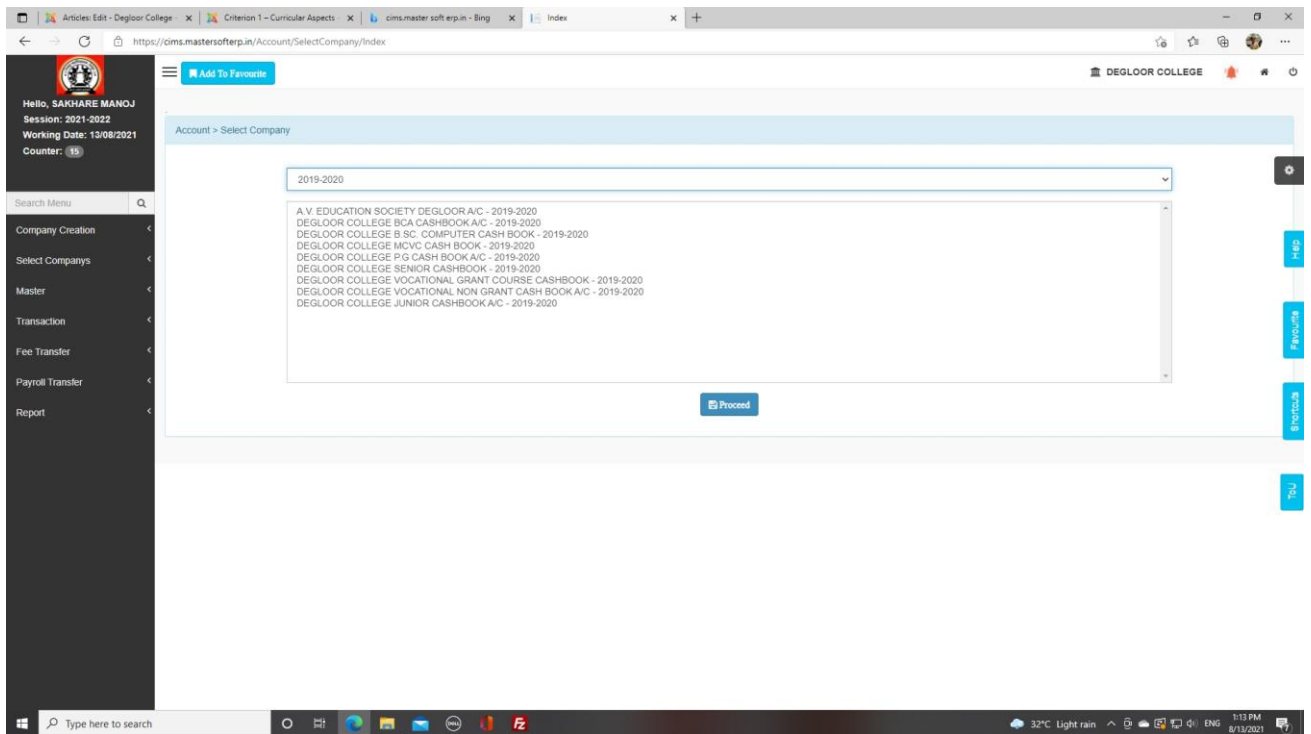 Articles: Edit - Degloor College
Criterion 1 – Curricular Aspects
cims.master soft erp.in - Bing
Index
https://cims.mastersofterp.in/Account/SelectCompany/Index
Add To Favourite
DEGLOOR COLLEGE
Hello, SAKHARE MANOJ
Session: 2021-2022
Working Date: 13/08/2021
Counter: 15
Account > Select Company
2019-2020
A.V. EDUCATION SOCIETY DEGLOOR A/C - 2019-2020
DEGLOOR COLLEGE BCA CASHBOOK A/C - 2019-2020
DEGLOOR COLLEGE B.SC. COMPUTER CASH BOOK - 2019-2020
DEGLOOR COLLEGE MCVC CASH BOOK - 2019-2020
DEGLOOR COLLEGE P.G CASH BOOK A/C - 2019-2020
DEGLOOR COLLEGE SENIOR CASHBOOK - 2019-2020
DEGLOOR COLLEGE VOCATIONAL GRANT COURSE CASHBOOK - 2019-2020
DEGLOOR COLLEGE VOCATIONAL NON GRANT CASH BOOK A/C - 2019-2020
DEGLOOR COLLEGE JUNIOR CASHBOOK A/C - 2019-2020
Proceed
Search Menu
Company Creation
Select Companys
Master
Transaction
Fee Transfer
Payroll Transfer
Report
Help
Favourite
Shortcuts
ToU
Type here to search
DELL
Fz
32°C Light rain
ENG
1:13 PM
8/13/2021